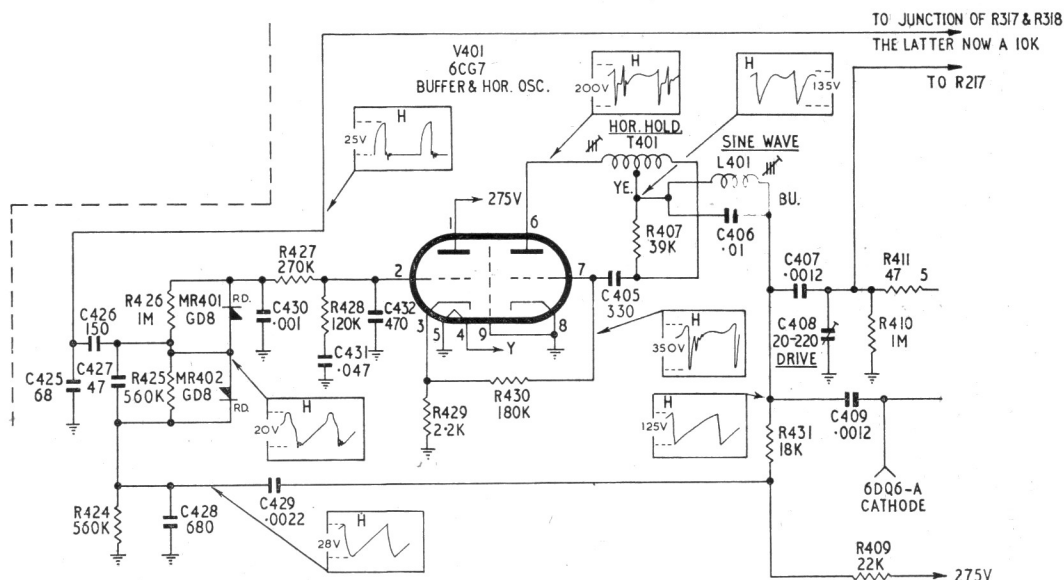 TO JUNCTION OF R317 & R318
THE LATTER NOW A 10K
TO R217
V401
6CG7
BUFFER & HOR. OSC.
H
200V
H
135V
H
25V
HOR. HOLD.
T401
SINE WAVE
L401
YE.
BU.
275V
1
6
R407
39K
C406
.01
R427
270K
2
7
C407
.0012
R411
47
5
R426
1M
MR401
GD8
RD.
C430
.001
R428
120K
C432
470
C405
330
C426
150
3
5
4
9
8
Y
C408
20-220
DRIVE
R410
1M
C427
47
C431
.047
H
350V
C425
68
R425
560K
MR402
GD8
RD.
R430
180K
H
20V
R429
2.2K
H
125V
C409
.0012
R431
18K
6DQ6-A
CATHODE
R424
560K
C428
680
C429
.0022
H
28V
R409
22K
275V